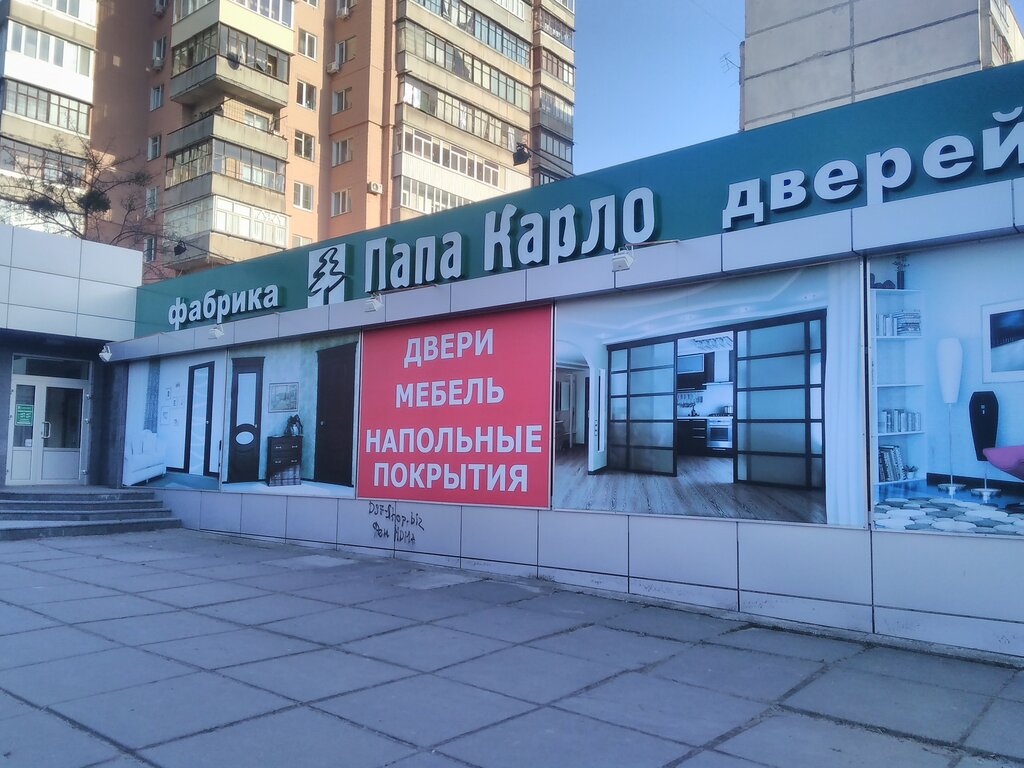 фабрика Папа Карло дверей
ДВЕРИ
МЕБЕЛЬ
НАПОЛЬНЫЕ
ПОКРЫТИЯ